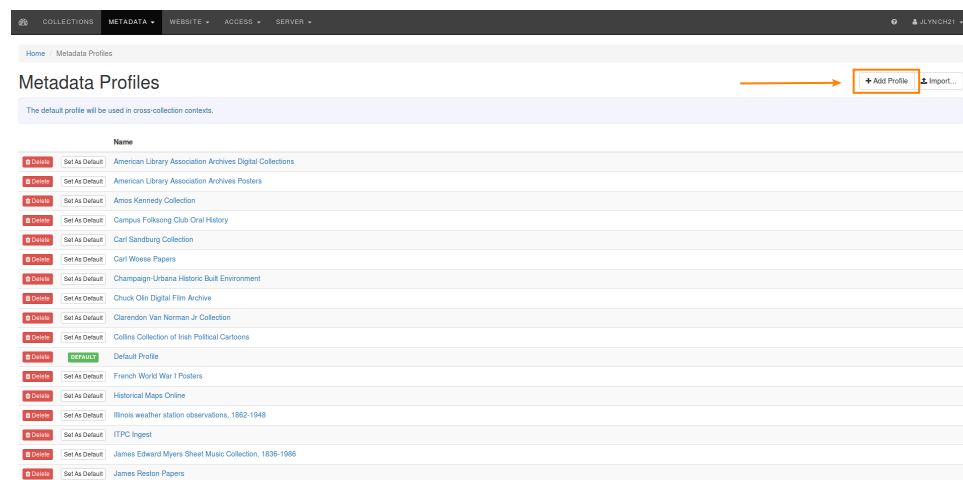 COLLECTIONS METADATA WEBSITE ACCESS SERVER JLYNCH21
Home / Metadata Profiles
Metadata Profiles
+ Add Profile Import...
The default profile will be used in cross-collection contexts.
Name
Delete Set As Default American Library Association Archives Digital Collections
Delete Set As Default American Library Association Archives Posters
Delete Set As Default Amos Kennedy Collection
Delete Set As Default Campus Folksong Club Oral History
Delete Set As Default Carl Sandburg Collection
Delete Set As Default Carl Woese Papers
Delete Set As Default Champaign-Urbana Historic Built Environment
Delete Set As Default Chuck Olin Digital Film Archive
Delete Set As Default Clarendon Van Norman Jr Collection
Delete Set As Default Collins Collection of Irish Political Cartoons
Delete DEFAULT Default Profile
Delete Set As Default French World War I Posters
Delete Set As Default Historical Maps Online
Delete Set As Default Illinois weather station observations, 1862-1948
Delete Set As Default ITPC Ingest
Delete Set As Default James Edward Myers Sheet Music Collection, 1836-1986
Delete Set As Default James Reston Papers